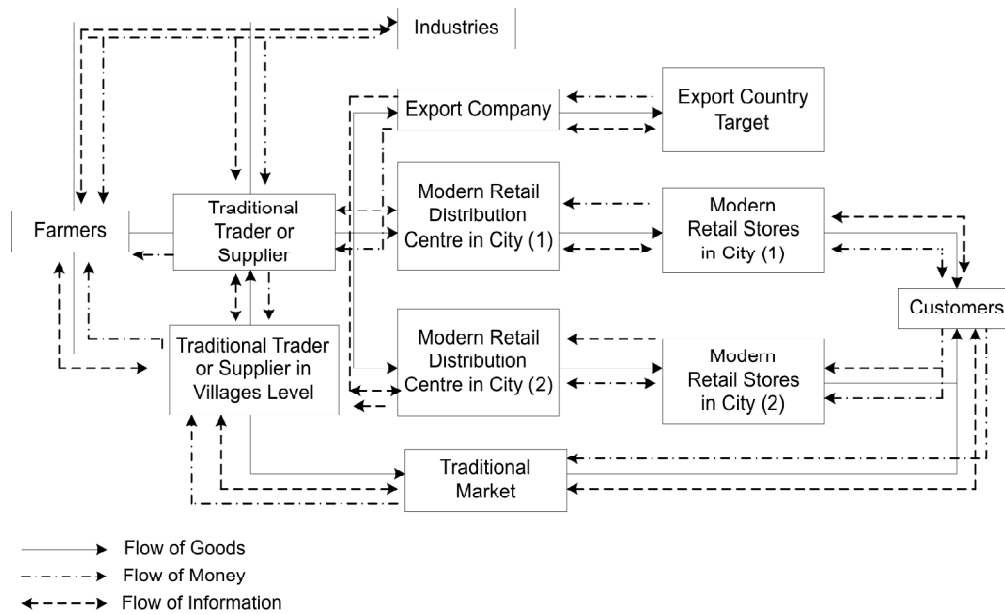 Industries
Export Company
Export Country
Target
Farmers
Traditional
Trader or
Supplier
Modern Retail
Distribution
Centre in City (1)
Modern
Retail Stores
in City (1)
Customers
Traditional Trader
or Supplier in
Villages Level
Modern Retail
Distribution
Centre in City (2)
Modern
Retail Stores
in City (2)
Traditional
Market
Flow of Goods
Flow of Money
Flow of Information